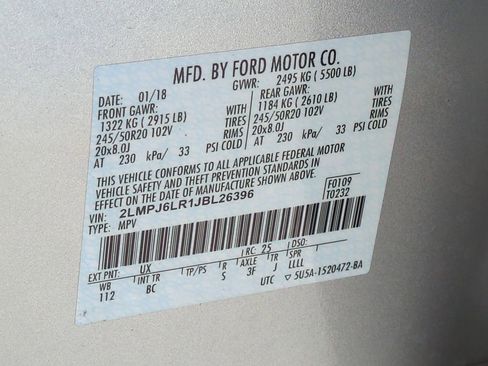 MFD. BY FORD MOTOR CO.
DATE: 01/18 GVWR: 2495 KG ( 5500 LB)
FRONT GAWR: REAR GAWR:
1322 KG ( 2915 LB) WITH 1184 KG ( 2610 LB) WITH
245/50R20 102V TIRES 245/50R20 102V TIRES
20x8.0J RIMS 20x8.0J RIMS
AT 230 kPa/ 33 PSI COLD AT 230 kPa/ 33 PSI COLD
THIS VEHICLE CONFORMS TO ALL APPLICABLE FEDERAL MOTOR
VEHICLE SAFETY AND BUMPER STANDARDS
IN EFFECT ON THE DATE OF MANUFACTURE SHOWN ABOVE.
VIN: 2LMPJ6LR1JBL26396 F0109
TYPE: MPV T0232
EXT PNT: UX RC: 25 DSO:
WB INT TR TP/PS R AXLE TR SPR
112 BC S 3F J LLLL
UTC ▽5U5A-1520472-BA